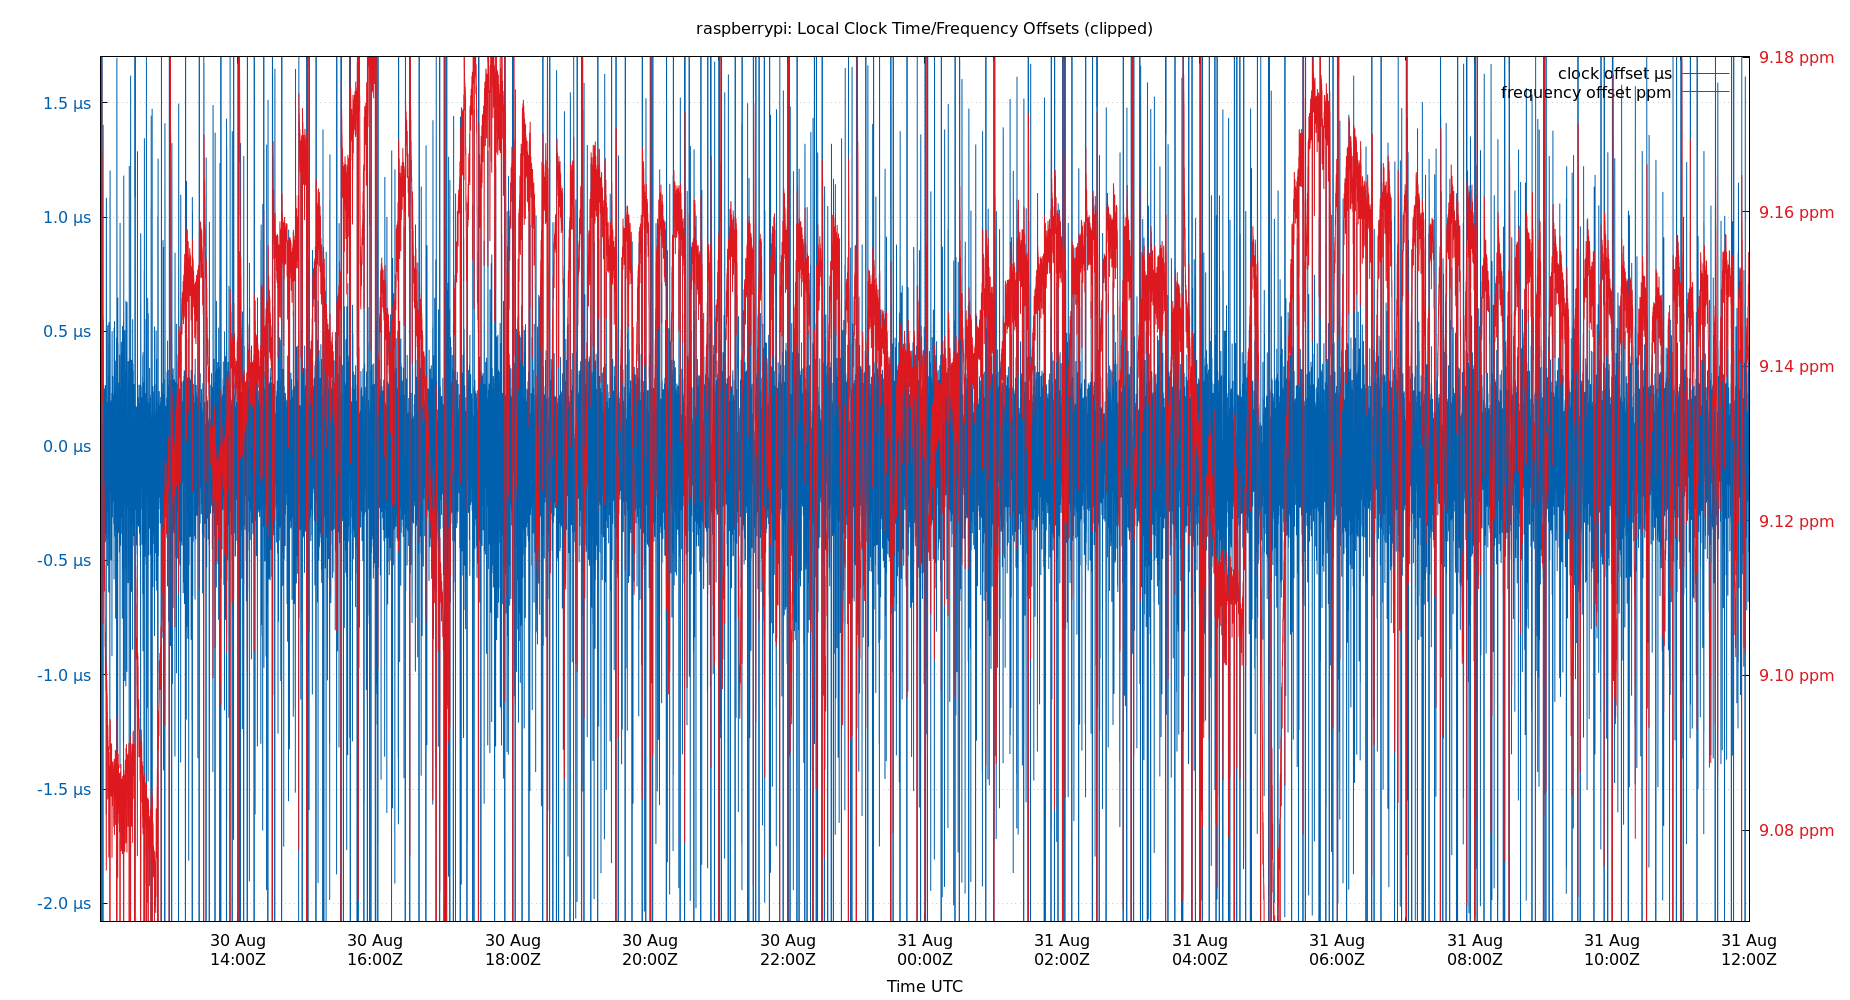 raspberrypi: Local Clock Time/Frequency Offsets (clipped)
clock offset µs
frequency offset ppm
1.5 µs
1.0 µs
0.5 µs
0.0 µs
-0.5 µs
-1.0 µs
-1.5 µs
-2.0 µs
9.18 ppm
9.16 ppm
9.14 ppm
9.12 ppm
9.10 ppm
9.08 ppm
30 Aug
14:00Z
30 Aug
16:00Z
30 Aug
18:00Z
30 Aug
20:00Z
30 Aug
22:00Z
31 Aug
00:00Z
31 Aug
02:00Z
31 Aug
04:00Z
31 Aug
06:00Z
31 Aug
08:00Z
31 Aug
10:00Z
31 Aug
12:00Z
Time UTC